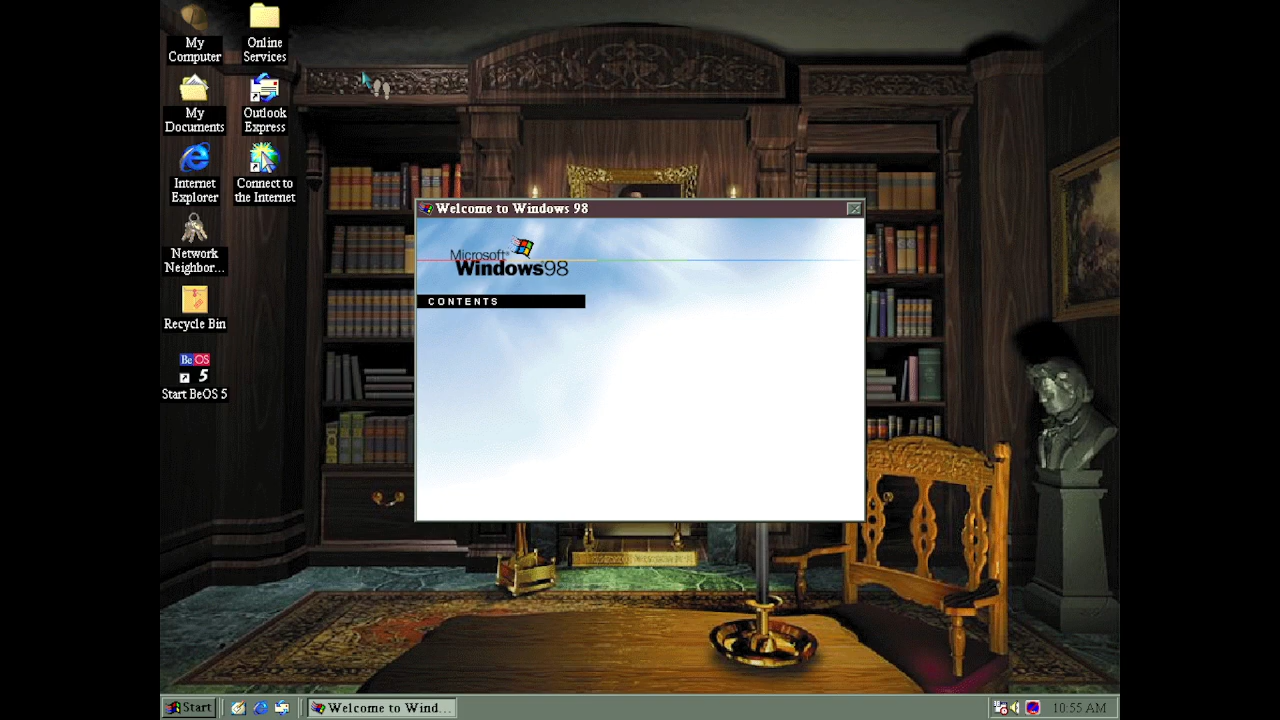 My
Computer
Online
Services
My
Documents
Outlook
Express
Internet
Explorer
Connect to
the Internet
Network
Neighbor...
Recycle Bin
Be OS
5
Start BeOS 5
Welcome to Windows 98
Microsoft®
Windows98
CONTENTS
Start
Welcome to Wind...
10:55 AM